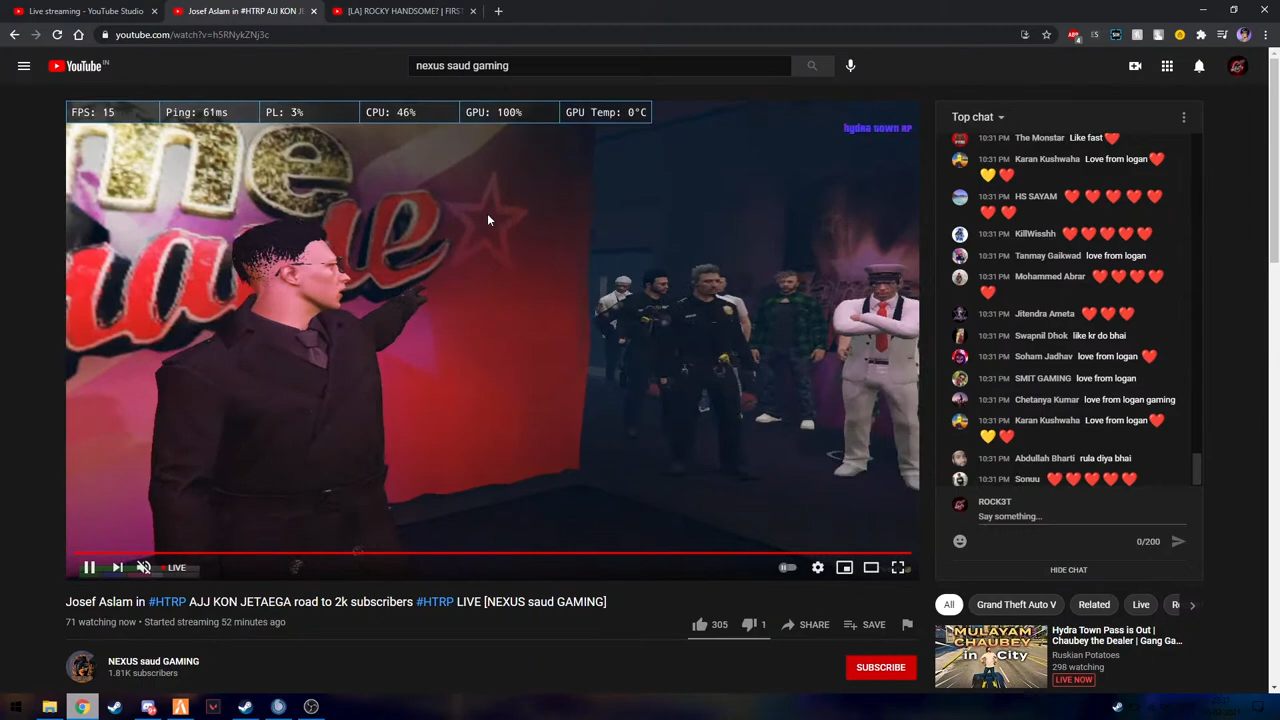 Live streaming - YouTube Studio
Josef Aslam in #HTRP AJJ KON JE
[LA] ROCKY HANDSOME? | FIRST
youtube.com/watch?v=h5RNykZNj3c
YouTube IN
nexus saud gaming
FPS: 15 Ping: 61ms PL: 3% CPU: 46% GPU: 100% GPU Temp: 0°C
HYDRA TOWN RP
me
Top chat
10:31 PM The Monstar Like fast❤️
10:31 PM Karan Kushwaha Love from logan❤️
💛❤️
10:31 PM HS SAYAM ❤️❤️❤️❤️❤️
❤️❤️
10:31 PM KillWisshh ❤️❤️❤️❤️❤️
10:31 PM Tanmay Gaikwad love from logan
10:31 PM Mohammed Abrar ❤️❤️❤️❤️
❤️
10:31 PM Jitendra Ameta ❤️❤️❤️
10:31 PM Swapnil Dhok like kr do bhai
10:31 PM Soham Jadhav love from logan ❤️
10:31 PM SMIT GAMING love from logan
10:31 PM Chetanya Kumar love from logan gaming
10:31 PM Karan Kushwaha Love from logan❤️
💛❤️
10:31 PM Abdullah Bharti rula diya bhai
10:31 PM Sonuu ❤️❤️❤️❤️❤️
ROCK3T
Say something...
0/200
HIDE CHAT
LIVE
Josef Aslam in #HTRP AJJ KON JETAEGA road to 2k subscribers #HTRP LIVE [NEXUS saud GAMING]
71 watching now • Started streaming 52 minutes ago
305 1 SHARE SAVE
NEXUS saud GAMING
1.81K subscribers
SUBSCRIBE
All Grand Theft Auto V Related Live
MULAYAM
CHAUBEY
in City
Hydra Town Pass is Out |
Chaubey the Dealer | Gang Ga...
Ruskian Potatoes
298 watching
LIVE NOW